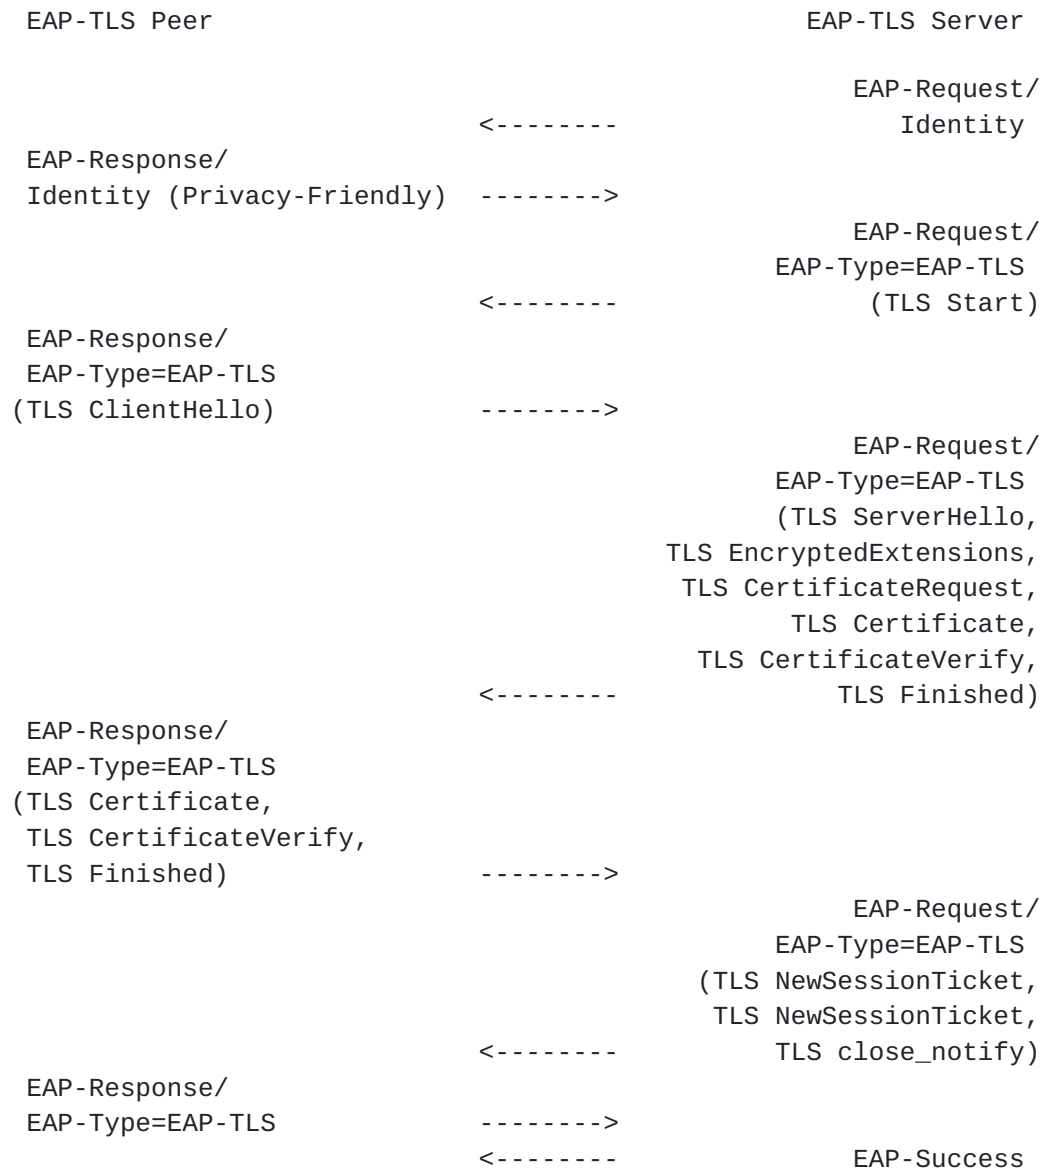 EAP-TLS Peer                                      EAP-TLS Server
EAP-Request/
<--------                  Identity
EAP-Response/
Identity (Privacy-Friendly)  -------->
EAP-Request/
EAP-Type=EAP-TLS
<--------                (TLS Start)
EAP-Response/
EAP-Type=EAP-TLS
(TLS ClientHello)             -------->
EAP-Request/
EAP-Type=EAP-TLS
(TLS ServerHello,
TLS EncryptedExtensions,
TLS CertificateRequest,
TLS Certificate,
TLS CertificateVerify,
<--------              TLS Finished)
EAP-Response/
EAP-Type=EAP-TLS
(TLS Certificate,
TLS CertificateVerify,
TLS Finished)                -------->
EAP-Request/
EAP-Type=EAP-TLS
(TLS NewSessionTicket,
TLS NewSessionTicket,
<--------          TLS close_notify)
EAP-Response/
EAP-Type=EAP-TLS             -------->
<--------               EAP-Success